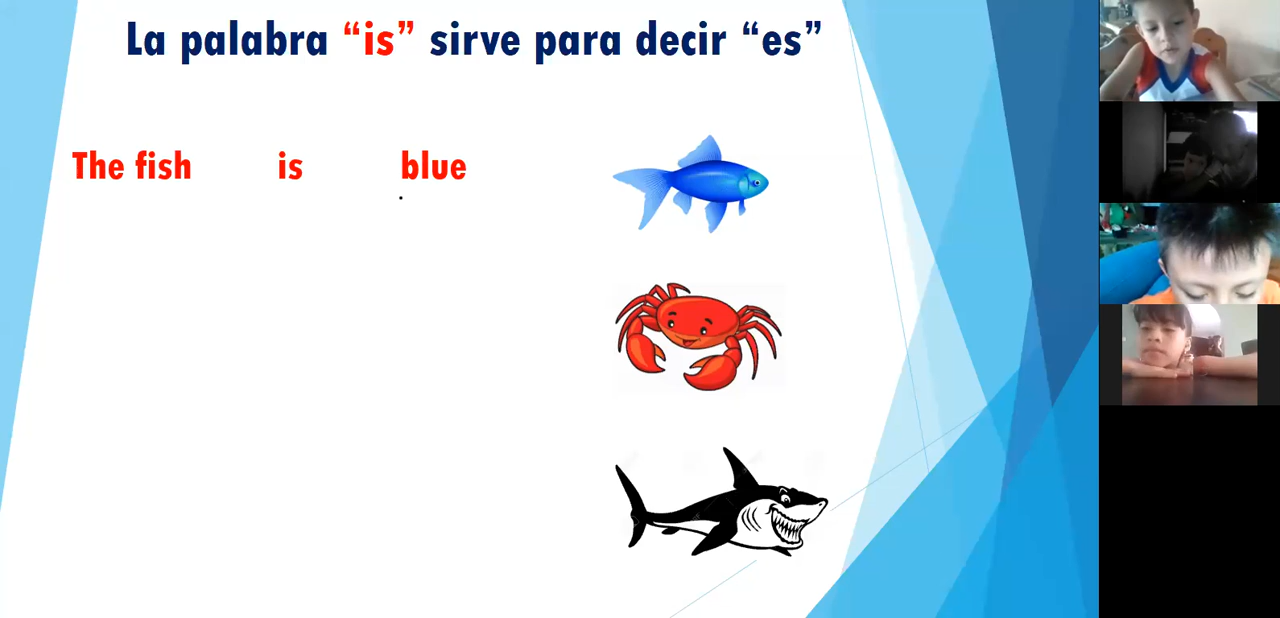 La palabra “is” sirve para decir “es”
The fish is blue